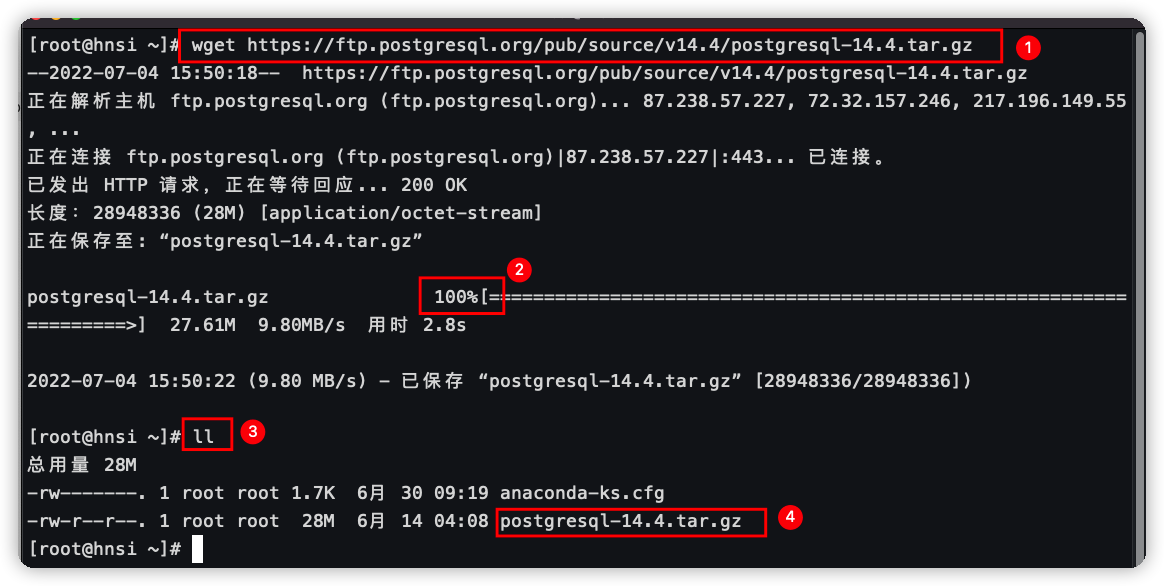 [root@hnsi ~]# wget https://ftp.postgresql.org/pub/source/v14.4/postgresql-14.4.tar.gz 1
--2022-07-04 15:50:18--  https://ftp.postgresql.org/pub/source/v14.4/postgresql-14.4.tar.gz
正在解析主机 ftp.postgresql.org (ftp.postgresql.org)... 87.238.57.227, 72.32.157.246, 217.196.149.55
, ...
正在连接 ftp.postgresql.org (ftp.postgresql.org)|87.238.57.227|:443... 已连接。
已发出 HTTP 请求，正在等待回应... 200 OK
长度：28948336 (28M) [application/octet-stream]
正在保存至: “postgresql-14.4.tar.gz”
2
postgresql-14.4.tar.gz 100%[==========================================================
=========>] 27.61M 9.80MB/s 用时 2.8s
2022-07-04 15:50:22 (9.80 MB/s) - 已保存 “postgresql-14.4.tar.gz” [28948336/28948336])
[root@hnsi ~]# ll 3
总用量 28M
-rw-------. 1 root root 1.7K 6月 30 09:19 anaconda-ks.cfg
-rw-r--r--. 1 root root 28M 6月 14 04:08 postgresql-14.4.tar.gz 4
[root@hnsi ~]#